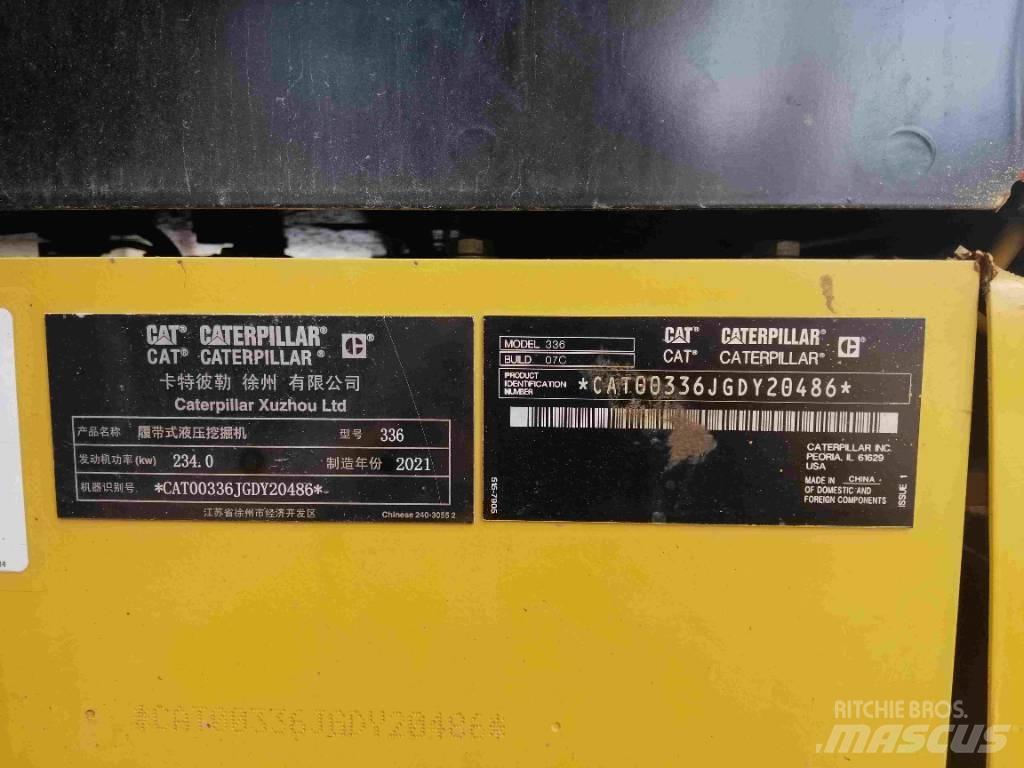 CAT® CATERPILLAR®
CAT® CATERPILLAR®
卡特彼勒 徐州 有限公司
Caterpillar Xuzhou Ltd
产品名称 履带式液压挖掘机 型号 336
发动机功率(kw) 234.0 制造年份 2021
机器识别号 *CAT00336JGDY20486*
江苏省徐州市经济开发区 Chinese 240-3055 2
CAT® CATERPILLAR®
CAT® CATERPILLAR®
MODEL 336
BUILD 07C
PRODUCT
IDENTIFICATION
NUMBER
*CAT00336JGDY20486*
CATERPILLAR INC.
PEORIA, IL 61629
USA
MADE IN CHINA
OF DOMESTIC AND
FOREIGN COMPONENTS
ISSUE 1
515-7905
*CAT00336JGDY20486*
RITCHIE BROS.
MASCUS